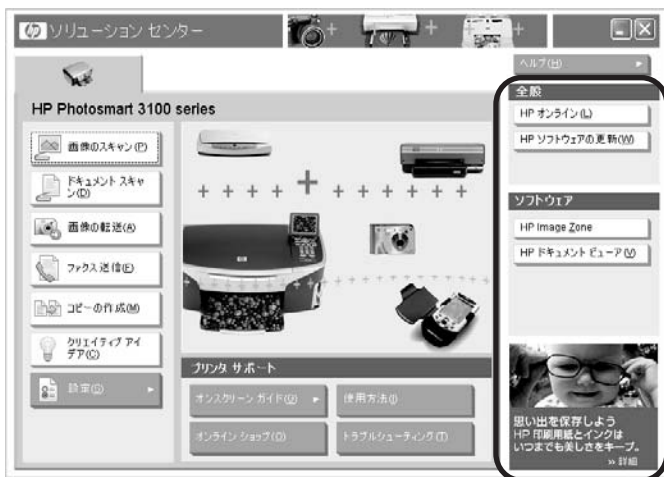 hp ソリューション センター
ヘルプ(H)
HP Photosmart 3100 series
画像のスキャン(P)
ドキュメント スキャ
ン(D)
画像の転送(A)
ファクス送信(E)
コピーの作成(M)
クリエイティブ アイ
デア(C)
設定(G)
プリンタ サポート
オンスクリーン ガイド(U)
使用方法(I)
オンライン ショップ(O)
トラブルシューティング(T)
全般
HP オンライン(L)
HP ソフトウェアの更新(W)
ソフトウェア
HP Image Zone
HP ドキュメント ビューア(V)
思い出を保存しよう
HP 印刷用紙とインクは
いつまでも美しさをキープ。
» 詳細